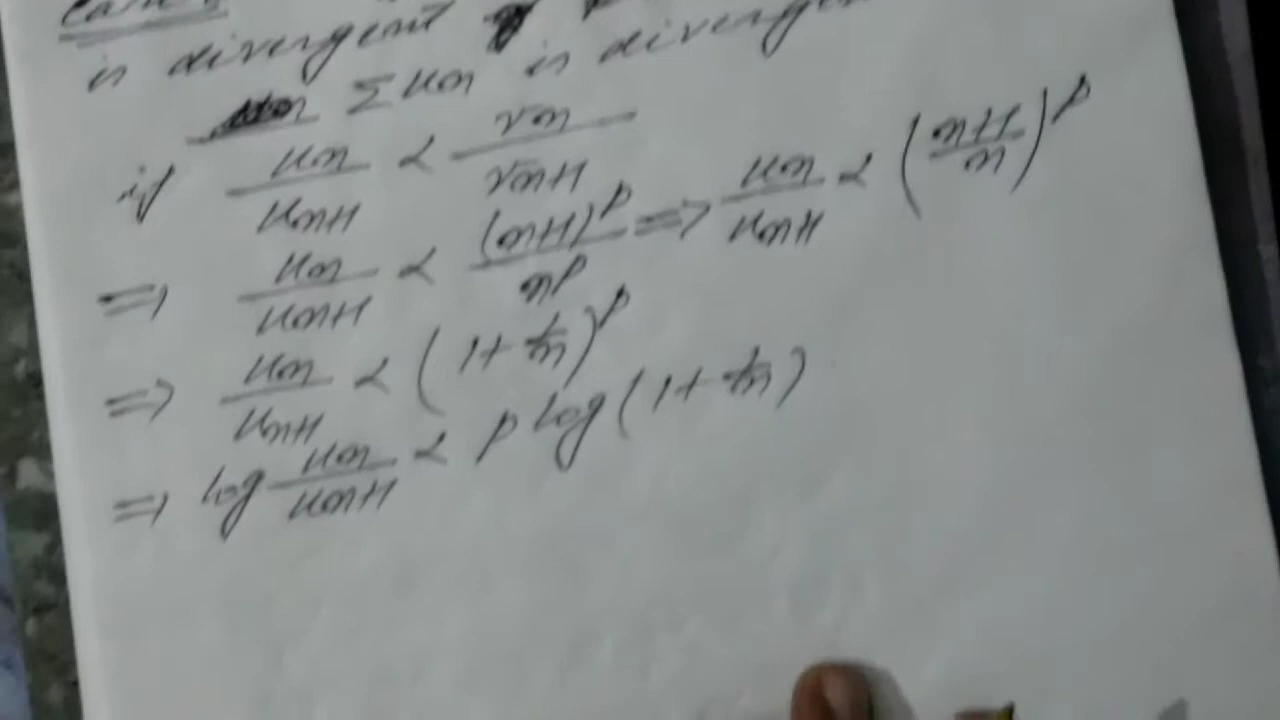 is divergent is divergent
Σ un
if un/un+1 < vn/vn+1
=> un/un+1 < (n+1)^p/n^p => un/un+1 < ((n+1)/n)^p
=> un/un+1 < (1 + 1/n)^p
=> log un/un+1 < p log(1 + 1/n)